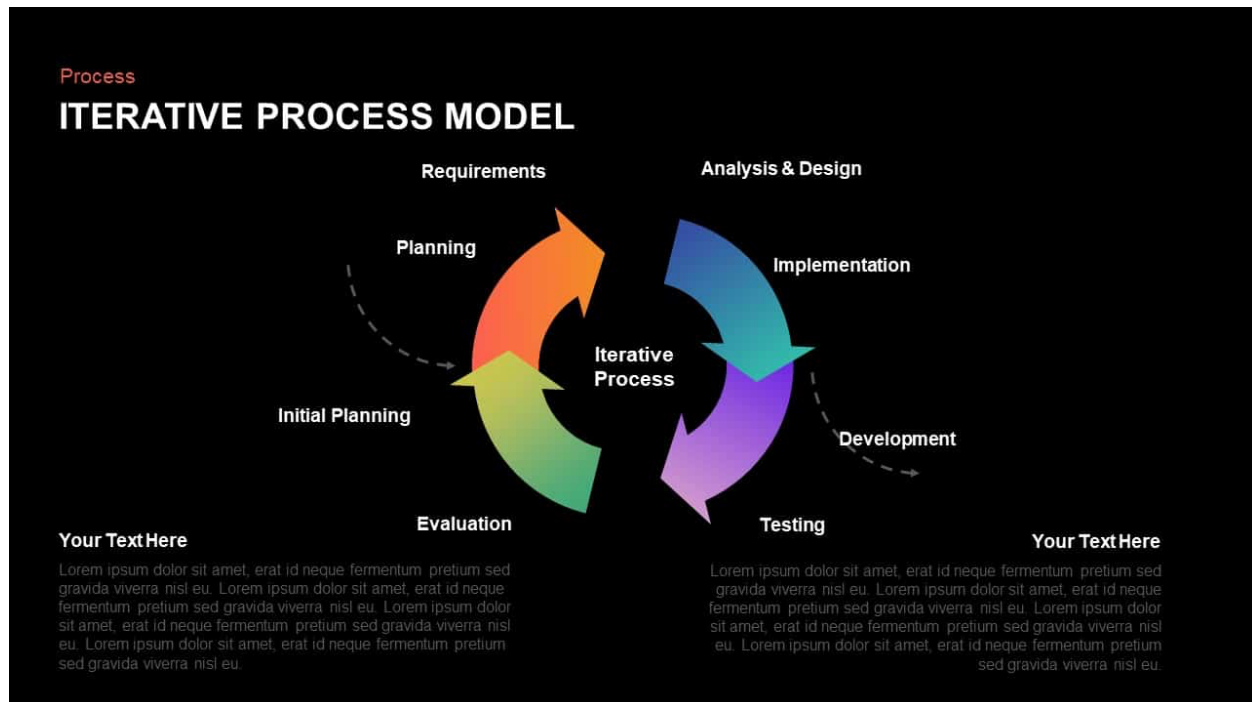 Process
ITERATIVE PROCESS MODEL
Requirements
Analysis & Design
Planning
Implementation
Iterative
Process
Initial Planning
Development
Evaluation
Testing
Your Text Here
Lorem ipsum dolor sit amet, erat id neque fermentum pretium sed
gravida viverra nisl eu. Lorem ipsum dolor sit amet, erat id neque
fermentum pretium sed gravida viverra nisl eu. Lorem ipsum dolor
sit amet, erat id neque fermentum pretium sed gravida viverra nisl
eu. Lorem ipsum dolor sit amet, erat id neque fermentum pretium
sed gravida viverra nisl eu.
Your Text Here
Lorem ipsum dolor sit amet, erat id neque fermentum pretium sed
gravida viverra nisl eu. Lorem ipsum dolor sit amet, erat id neque
fermentum pretium sed gravida viverra nisl eu. Lorem ipsum dolor
sit amet, erat id neque fermentum pretium sed gravida viverra nisl
eu. Lorem ipsum dolor sit amet, erat id neque fermentum pretium
sed gravida viverra nisl eu.